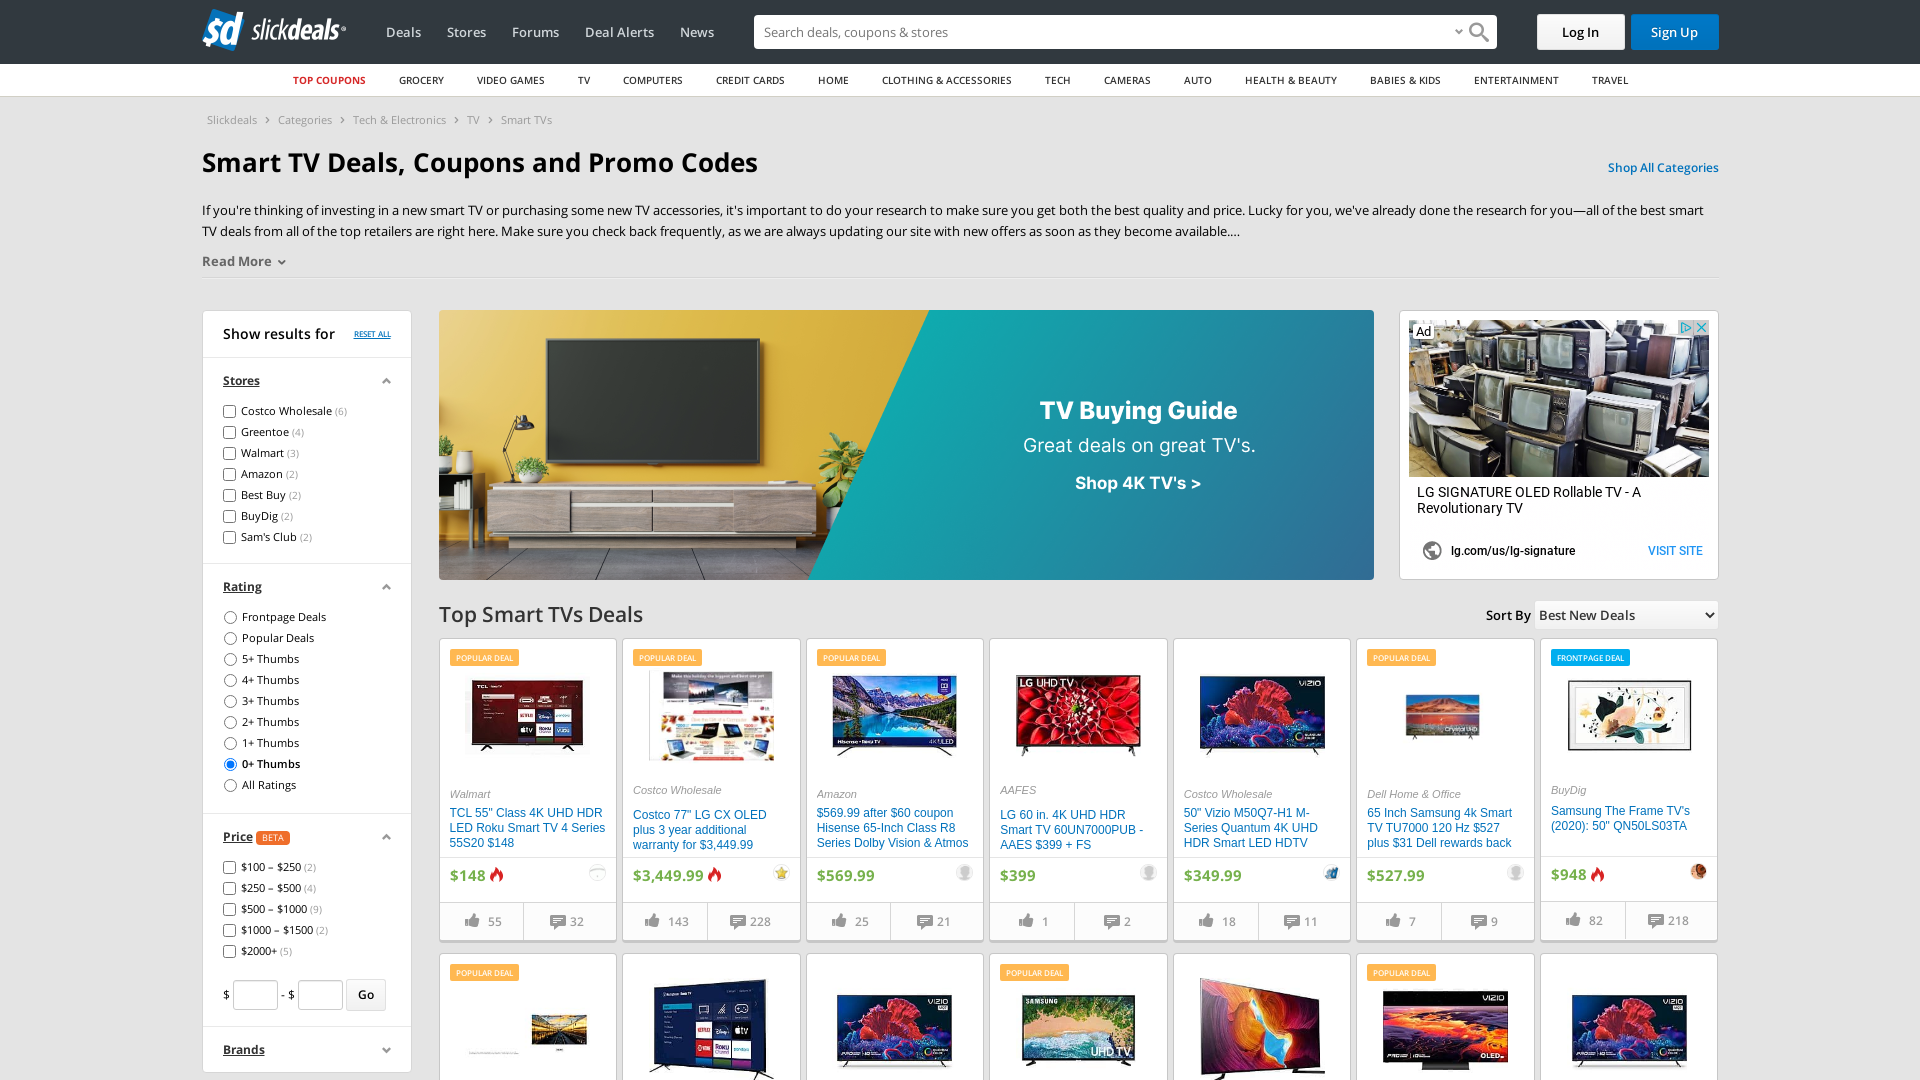 slickdeals
Deals
Stores
Forums
Deal Alerts
News
Search deals, coupons & stores
Log In
Sign Up
TOP COUPONS
GROCERY
VIDEO GAMES
TV
COMPUTERS
CREDIT CARDS
HOME
CLOTHING & ACCESSORIES
TECH
CAMERAS
AUTO
HEALTH & BEAUTY
BABIES & KIDS
ENTERTAINMENT
TRAVEL
Slickdeals > Categories > Tech & Electronics > TV > Smart TVs
Smart TV Deals, Coupons and Promo Codes
Shop All Categories
If you're thinking of investing in a new smart TV or purchasing some new TV accessories, it's important to do your research to make sure you get both the best quality and price. Lucky for you, we've already done the research for you—all of the best smart
TV deals from all of the top retailers are right here. Make sure you check back frequently, as we are always updating our site with new offers as soon as they become available....
Read More
Show results for
RESET ALL
Stores
Costco Wholesale (6)
Greentoe (4)
Walmart (3)
Amazon (2)
Best Buy (2)
BuyDig (2)
Sam's Club (2)
Rating
Frontpage Deals
Popular Deals
5+ Thumbs
4+ Thumbs
3+ Thumbs
2+ Thumbs
1+ Thumbs
0+ Thumbs
All Ratings
Price BETA
$100 – $250 (2)
$250 – $500 (4)
$500 – $1000 (9)
$1000 – $1500 (2)
$2000+ (5)
$ - $ Go
Brands
TV Buying Guide
Great deals on great TV's.
Shop 4K TV's >
Ad
LG SIGNATURE OLED Rollable TV - A
Revolutionary TV
lg.com/us/lg-signature
VISIT SITE
Top Smart TVs Deals
Sort By Best New Deals
POPULAR DEAL
Walmart
TCL 55" Class 4K UHD HDR
LED Roku Smart TV 4 Series
55S20 $148
$148
55
32
POPULAR DEAL
Costco Wholesale
Costco 77" LG CX OLED
plus 3 year additional
warranty for $3,449.99
$3,449.99
143
228
POPULAR DEAL
Amazon
$569.99 after $60 coupon
Hisense 65-Inch Class R8
Series Dolby Vision & Atmos
$569.99
25
21
LG UHD TV
AAFES
LG 60 in. 4K UHD HDR
Smart TV 60UN7000PUB -
AAES $399 + FS
$399
1
2
VIZIO
Costco Wholesale
50" Vizio M50Q7-H1 M-
Series Quantum 4K UHD
HDR Smart LED HDTV
$349.99
18
11
POPULAR DEAL
Crystal UHD
Dell Home & Office
65 Inch Samsung 4k Smart
TV TU7000 120 Hz $527
plus $31 Dell rewards back
$527.99
7
9
FRONTPAGE DEAL
BuyDig
Samsung The Frame TV's
(2020): 50" QN50LS03TA
$948
82
218
POPULAR DEAL
VIZIO
POPULAR DEAL
SAMSUNG
UHD TV
POPULAR DEAL
VIZIO
OLED
VIZIO